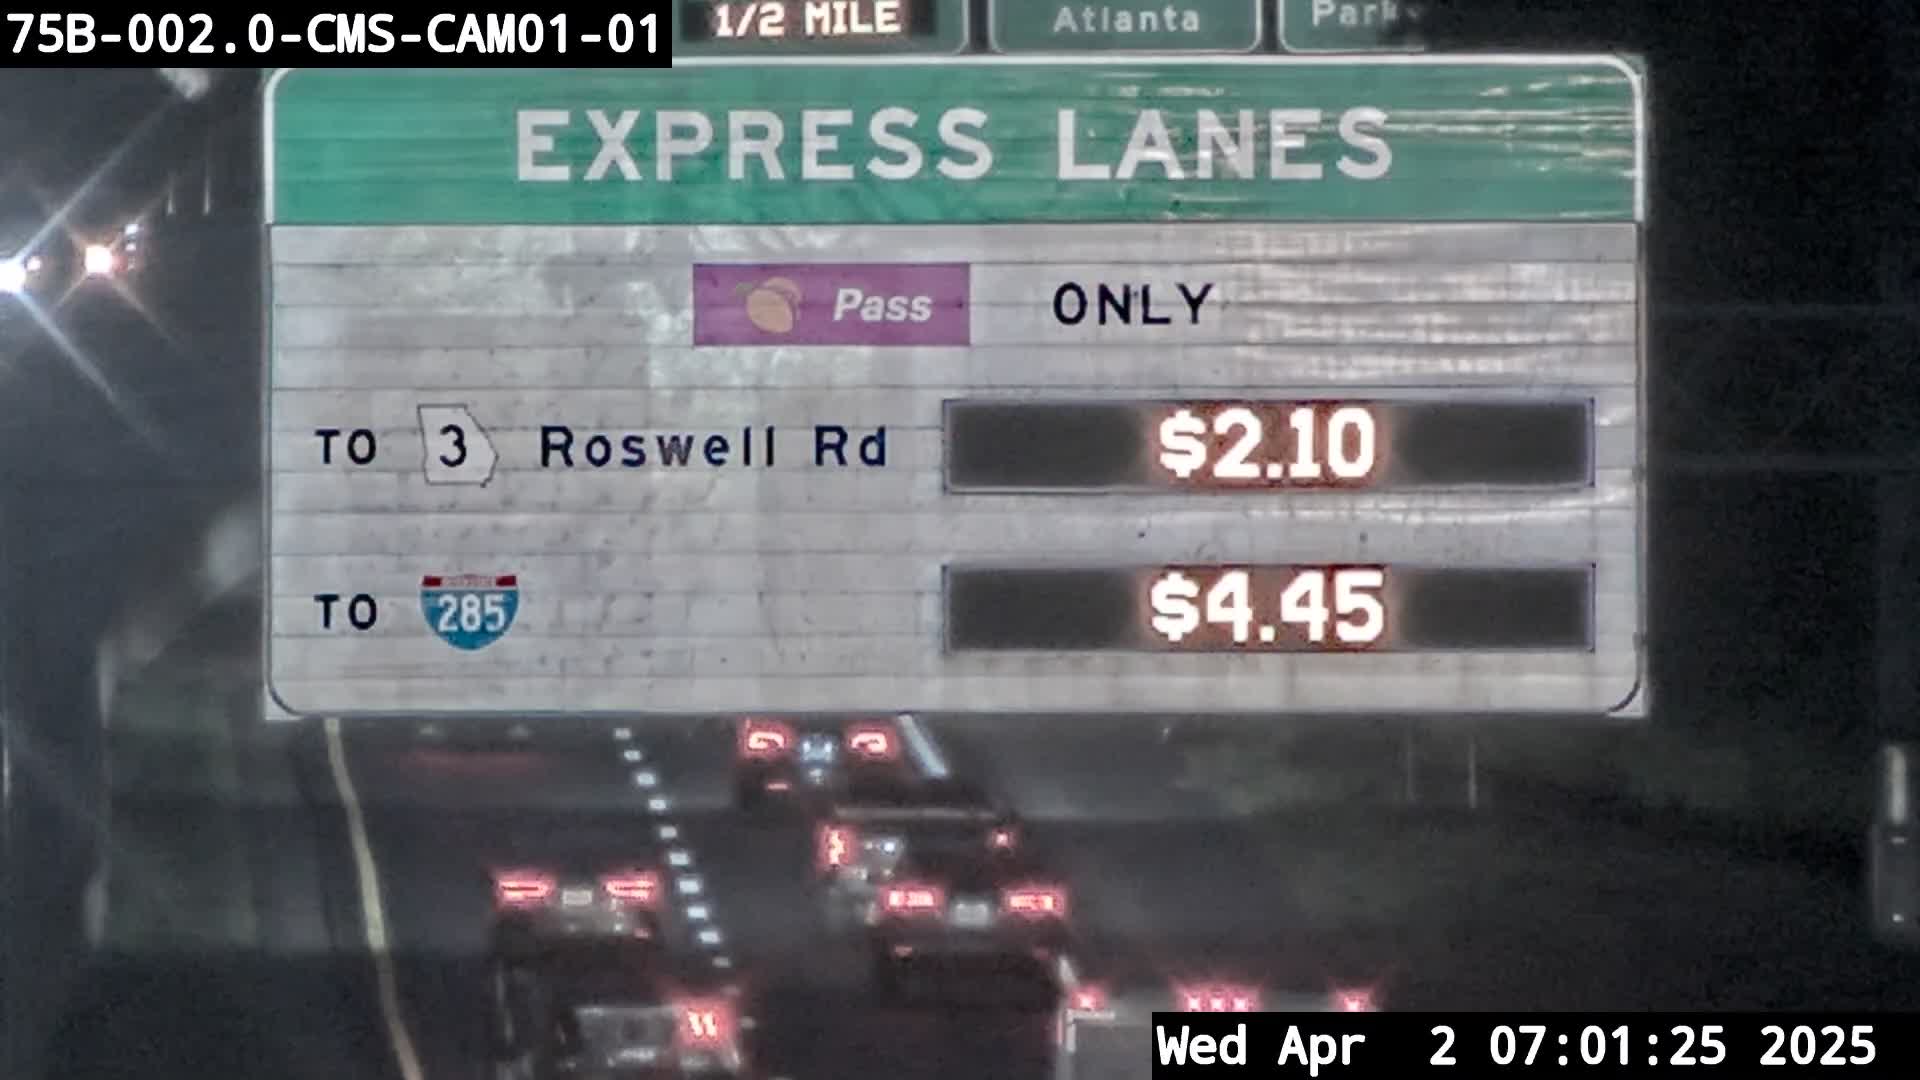 75B-002.0-CMS-CAM01-01
1/2 MILE
Atlanta
Park
EXPRESS LANES
Pass ONLY
TO 3 Roswell Rd $2.10
TO 285 $4.45
Wed Apr 2 07:01:25 2025